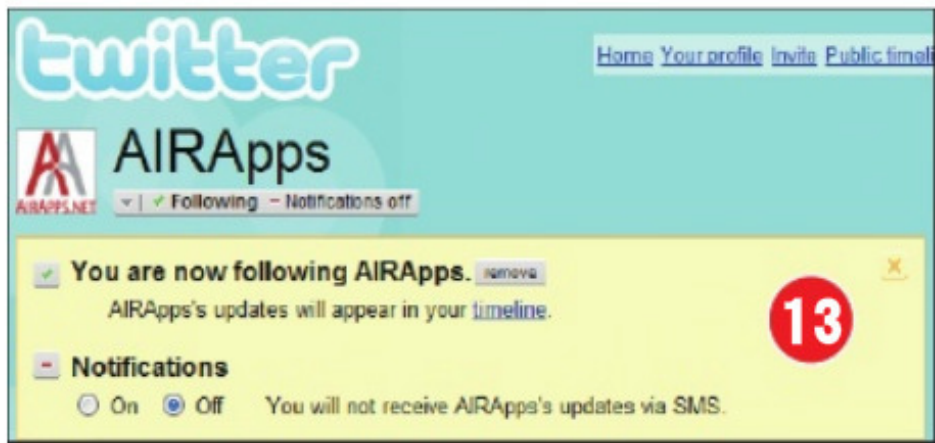 twitter
Home Your profile Invite Public timeli
AIRApps
AIRAPPS.NET
Following Notifications off
You are now following AIRApps. remove
AIRApps's updates will appear in your timeline.
13
Notifications
On Off You will not receive AIRApps's updates via SMS.